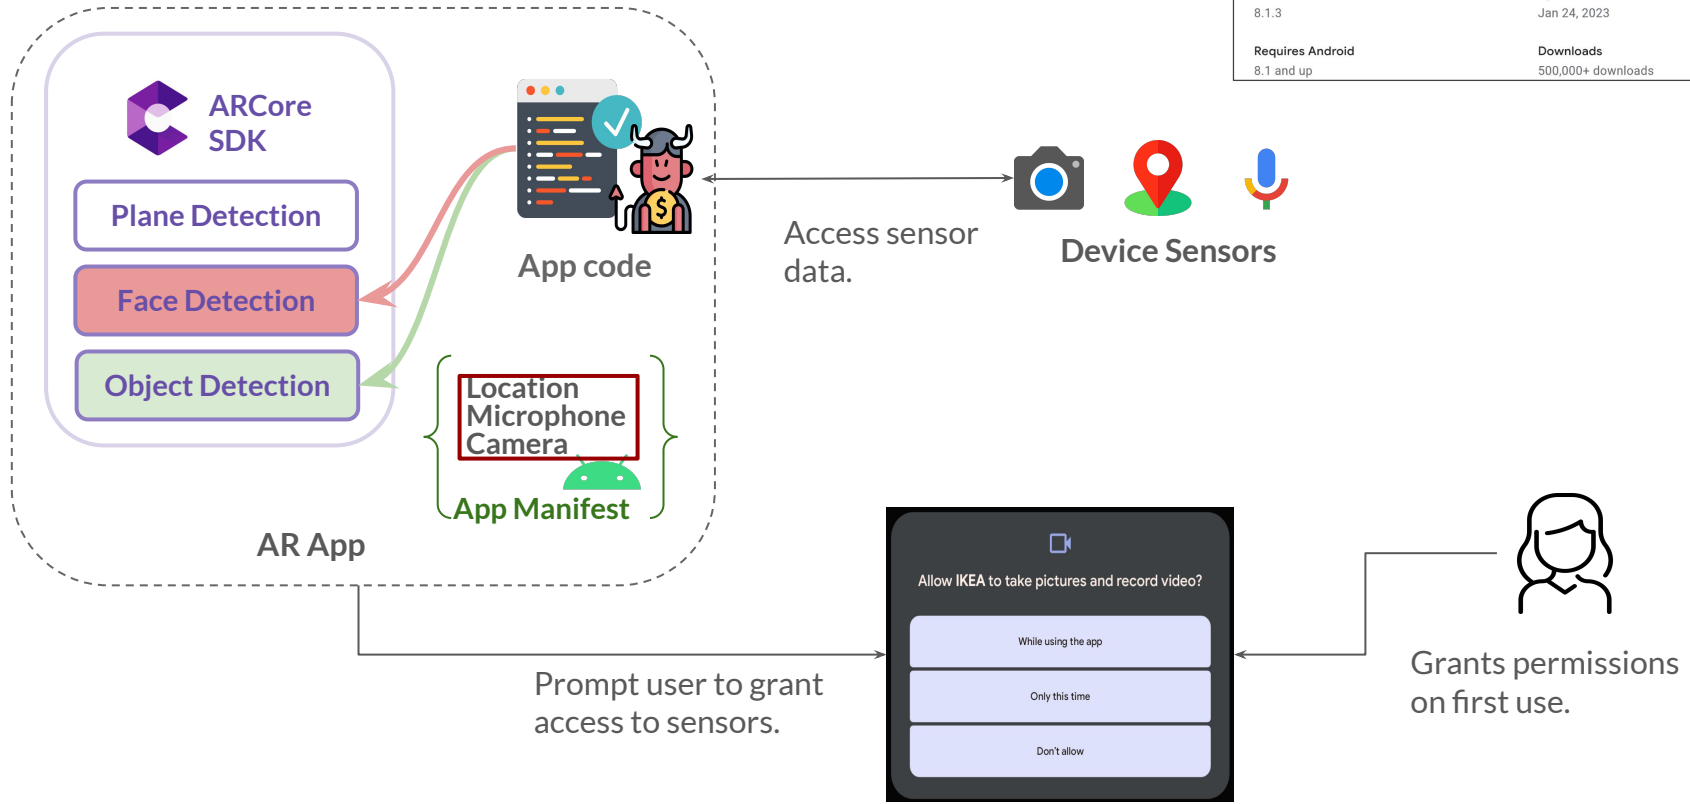 8.1.3
Jan 24, 2023
Requires Android
Downloads
8.1 and up
500,000+ downloads
ARCore
SDK
Plane Detection
Face Detection
Object Detection
App code
Location
Microphone
Camera
App Manifest
AR App
Access sensor
data.
Device Sensors
Prompt user to grant
access to sensors.
Allow IKEA to take pictures and record video?
While using the app
Only this time
Don't allow
Grants permissions
on first use.